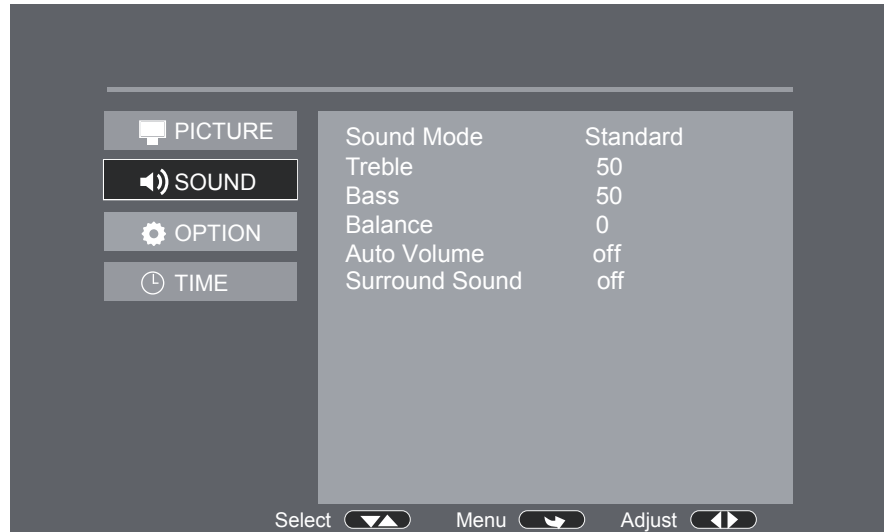 PICTURE
SOUND
OPTION
TIME
Sound Mode Standard
Treble 50
Bass 50
Balance 0
Auto Volume off
Surround Sound off
Select Menu Adjust